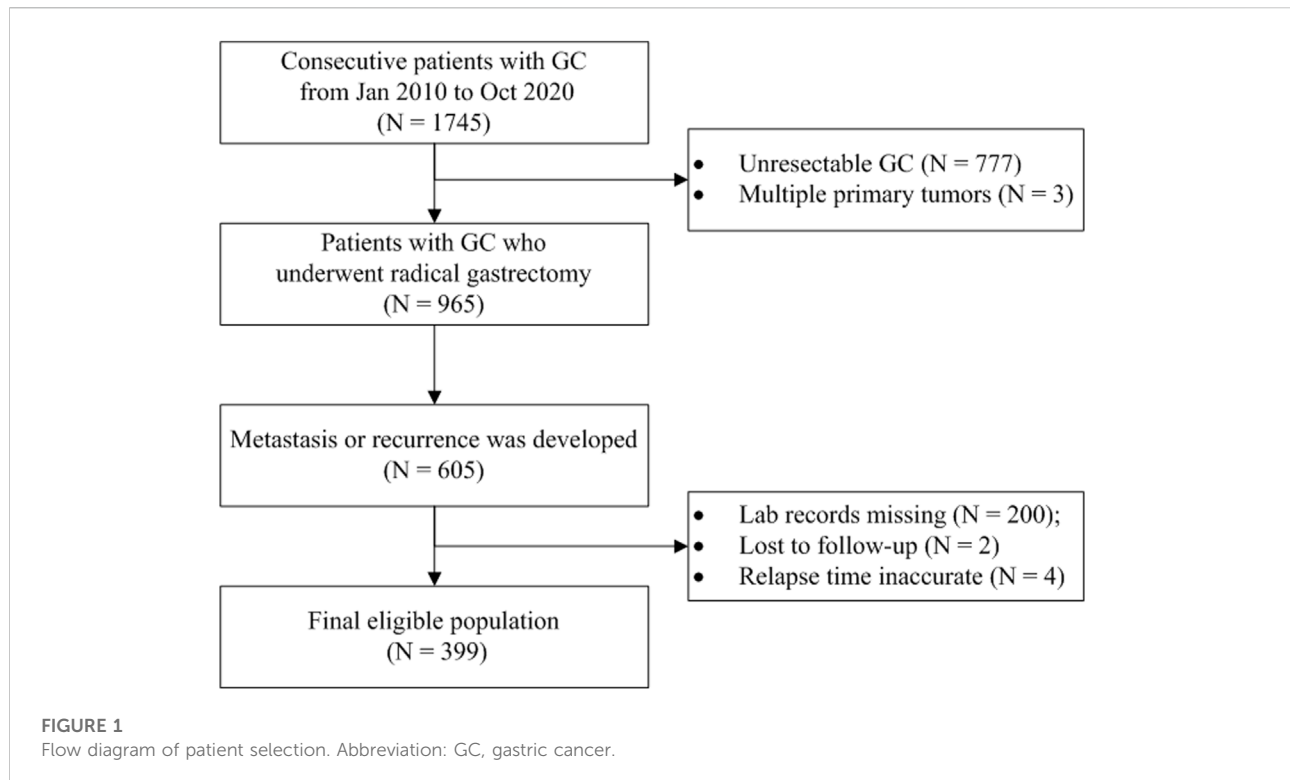 Consecutive patients with GC
from Jan 2010 to Oct 2020
(N = 1745)
• Unresectable GC (N = 777)
• Multiple primary tumors (N = 3)
Patients with GC who
underwent radical gastrectomy
(N = 965)
Metastasis or recurrence was developed
(N = 605)
• Lab records missing (N = 200);
• Lost to follow-up (N = 2)
• Relapse time inaccurate (N = 4)
Final eligible population
(N = 399)
FIGURE 1
Flow diagram of patient selection. Abbreviation: GC, gastric cancer.